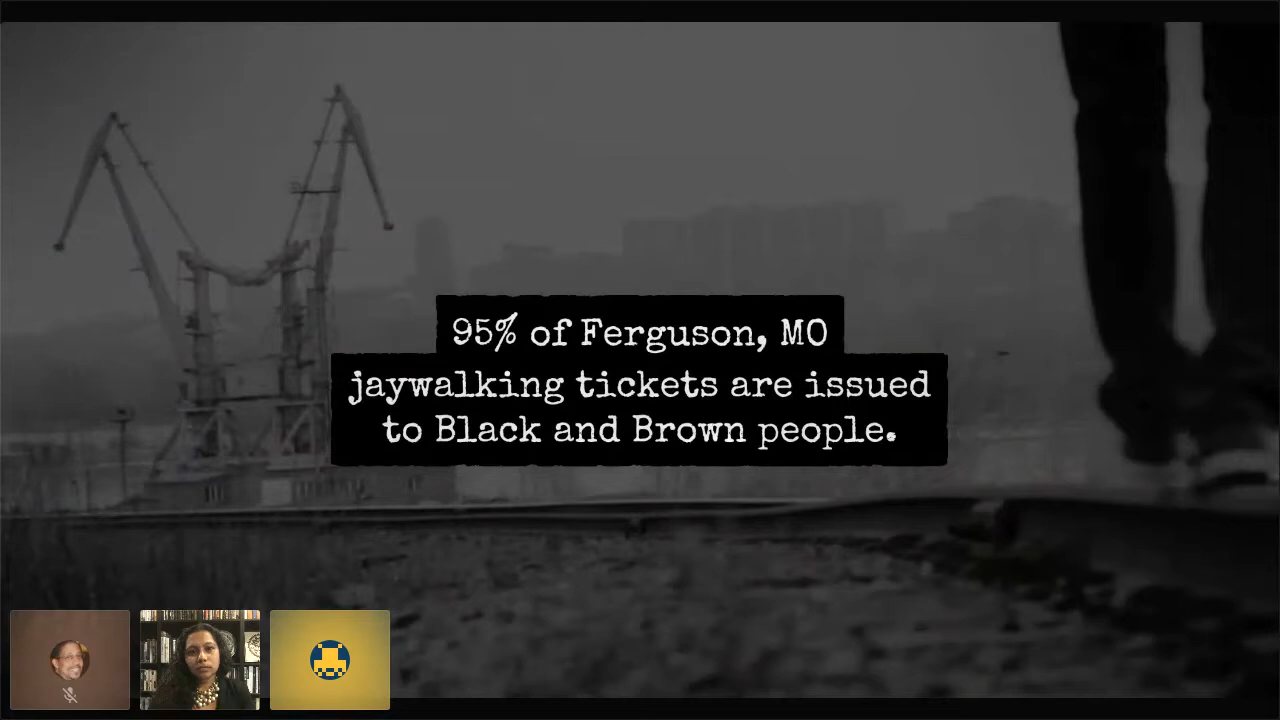 95% of Ferguson, MO
jaywalking tickets are issued
to Black and Brown people.